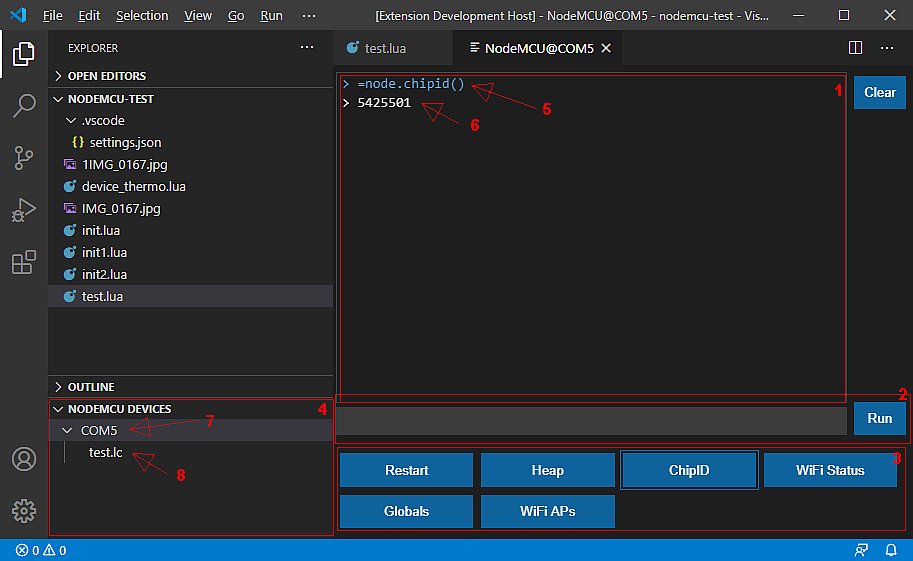 File Edit Selection View Go Run ··· [Extension Development Host] - NodeMCU@COM5 - nodemcu-test - Vis...
EXPLORER ···
test.lua
NodeMCU@COM5
···
OPEN EDITORS
NODEMCU-TEST
.vscode
{} settings.json
1IMG_0167.jpg
device_thermo.lua
IMG_0167.jpg
init.lua
init1.lua
init2.lua
test.lua
OUTLINE
NODEMCU DEVICES 4
COM5 7
test.lc
8
> =node.chipid()
5
> 5425501
6
1
Clear
2
Run
3
Restart Heap ChipID WiFi Status
Globals WiFi APs
0 0